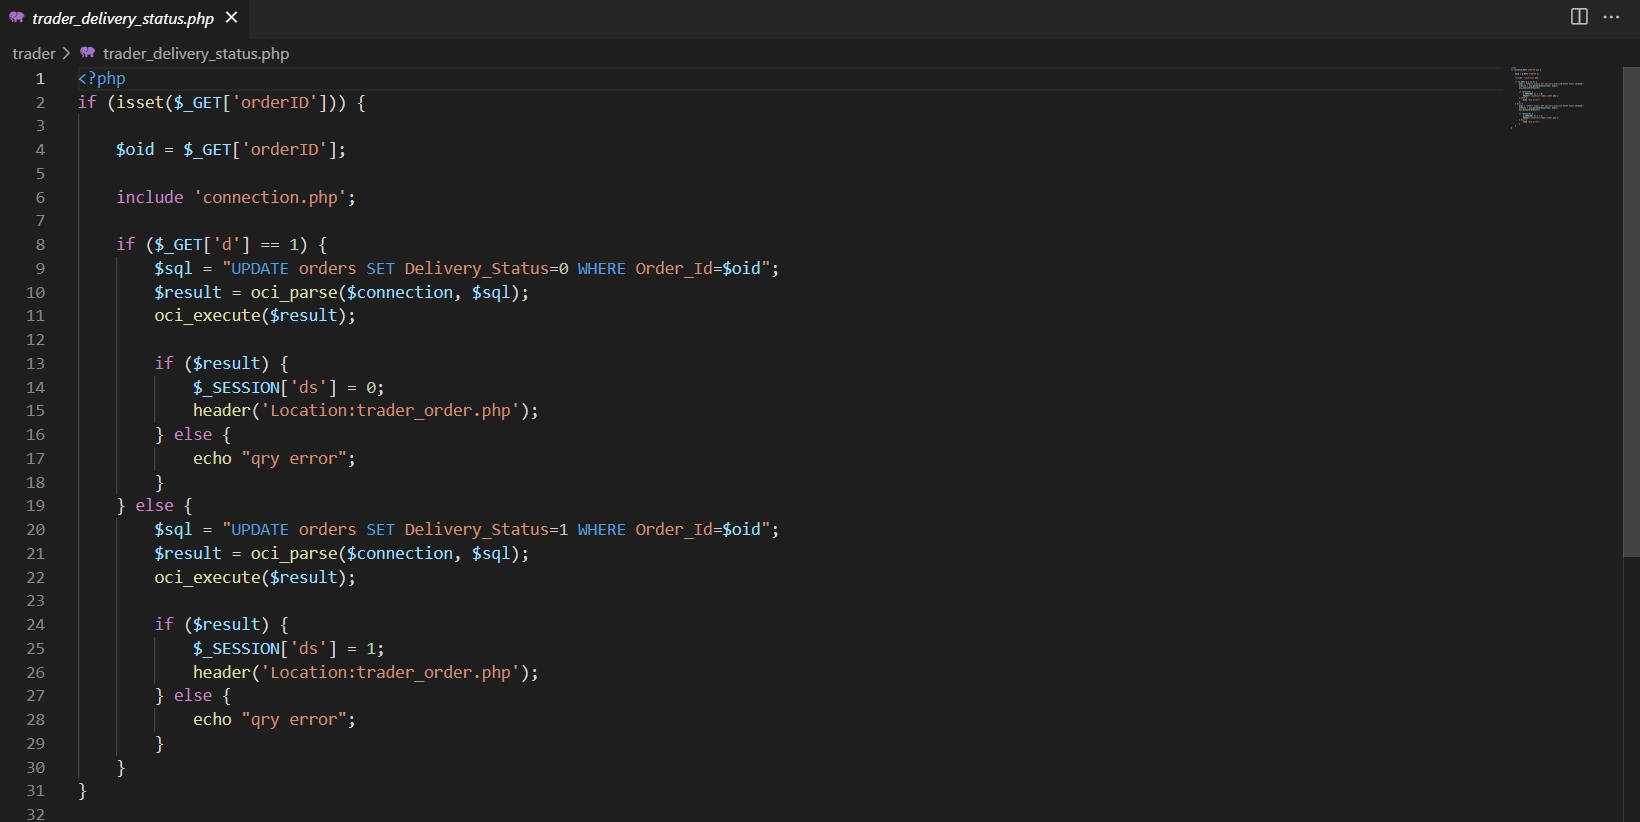 trader_delivery_status.php
trader > trader_delivery_status.php
1 <?php
2 if (isset($_GET['orderID'])) {
3
4 $oid = $_GET['orderID'];
5
6 include 'connection.php';
7
8 if ($_GET['d'] == 1) {
9 $sql = "UPDATE orders SET Delivery_Status=0 WHERE Order_Id=$oid";
10 $result = oci_parse($connection, $sql);
11 oci_execute($result);
12
13 if ($result) {
14 $_SESSION['ds'] = 0;
15 header('Location:trader_order.php');
16 } else {
17 echo "qry error";
18 }
19 } else {
20 $sql = "UPDATE orders SET Delivery_Status=1 WHERE Order_Id=$oid";
21 $result = oci_parse($connection, $sql);
22 oci_execute($result);
23
24 if ($result) {
25 $_SESSION['ds'] = 1;
26 header('Location:trader_order.php');
27 } else {
28 echo "qry error";
29 }
30 }
31 }
32